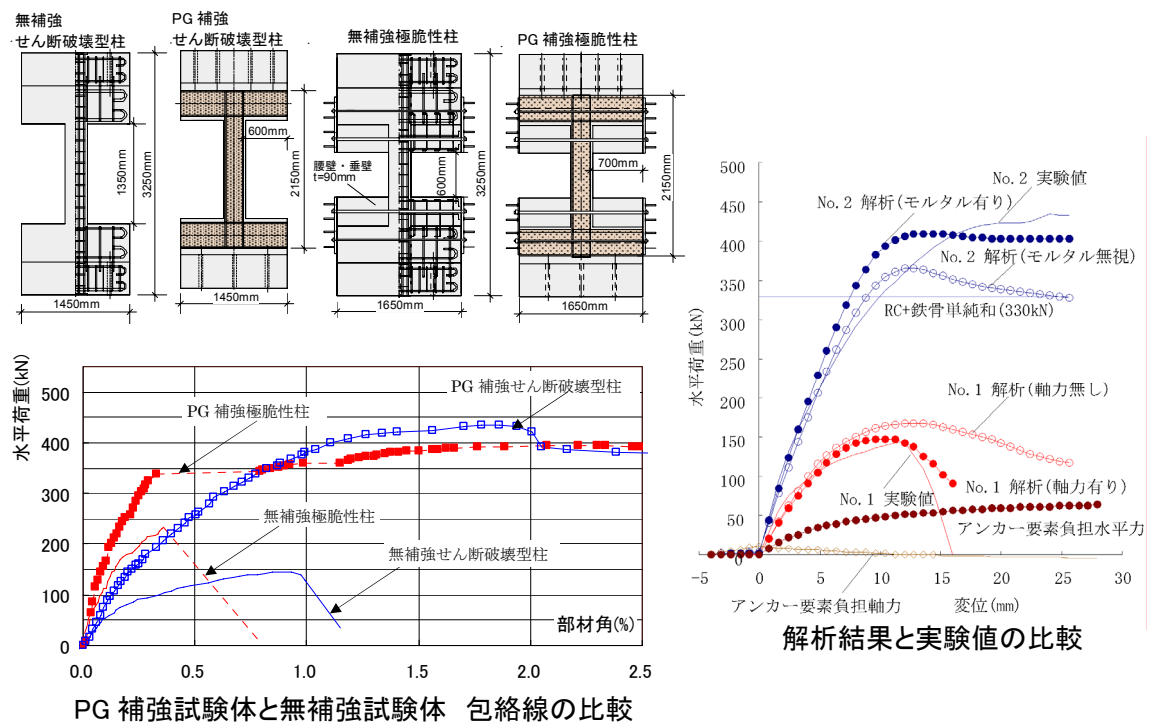 無補強
せん断破壊型柱
PG 補強
せん断破壊型柱
無補強極脆性柱
PG 補強極脆性柱
1350mm
3250mm
1450mm
600mm
2150mm
1450mm
腰壁・垂壁
t=90mm
600mm
3250mm
1650mm
700mm
2150mm
1650mm
水平荷重(kN)
500
400
300
200
100
0
0.0
0.5
1.0
1.5
2.0
2.5
PG 補強せん断破壊型柱
PG 補強極脆性柱
無補強極脆性柱
無補強せん断破壊型柱
部材角(%)
PG 補強試験体と無補強試験体 包絡線の比較
水平荷重(kN)
500
450
400
350
300
250
200
150
100
50
0
-5
0
5
10
15
20
25
30
No.2 実験値
No.2 解析(モルタル有り)
No.2 解析(モルタル無視)
RC+鉄骨単純和(330kN)
No.1 解析(軸力無し)
No.1 実験値
No.1 解析(軸力有り)
アンカー要素負担水平力
アンカー要素負担軸力
変位(mm)
解析結果と実験値の比較